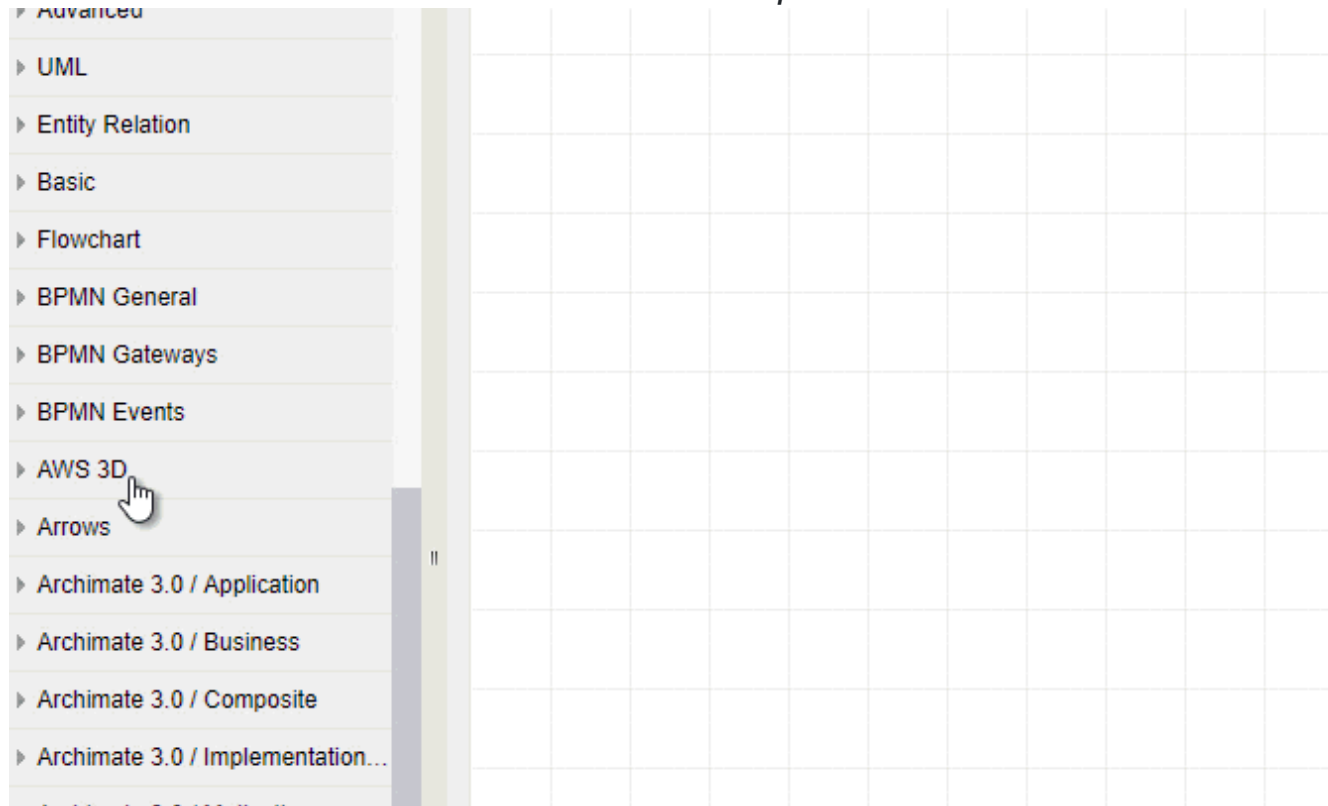 Advanced
UML
Entity Relation
Basic
Flowchart
BPMN General
BPMN Gateways
BPMN Events
AWS 3D
Arrows
Archimate 3.0 / Application
Archimate 3.0 / Business
Archimate 3.0 / Composite
Archimate 3.0 / Implementation...